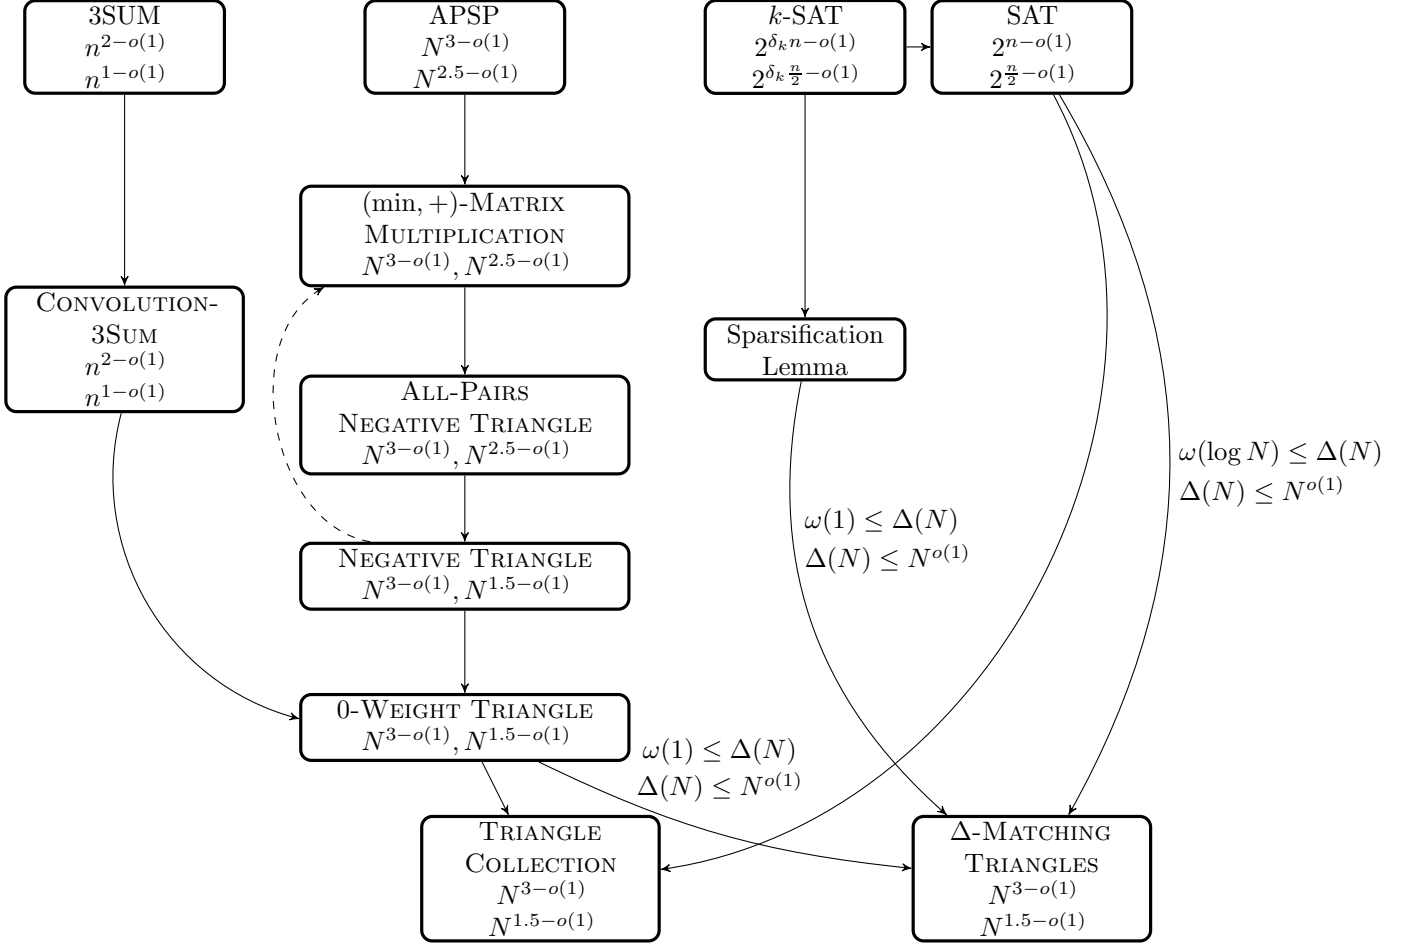 3SUM
n^{2−o(1)}
n^{1−o(1)}
APSP
N^{3−o(1)}
N^{2.5−o(1)}
k-SAT
2^{δ_k n−o(1)}
2^{δ_k \frac{n}{2}−o(1)}
SAT
2^{n−o(1)}
2^{\frac{n}{2}−o(1)}
(min, +)-MATRIX
MULTIPLICATION
N^{3−o(1)}, N^{2.5−o(1)}
CONVOLUTION-
3SUM
n^{2−o(1)}
n^{1−o(1)}
Sparsification
Lemma
ALL-PAIRS
NEGATIVE TRIANGLE
N^{3−o(1)}, N^{2.5−o(1)}
ω(log N) ≤ Δ(N)
Δ(N) ≤ N^{o(1)}
ω(1) ≤ Δ(N)
Δ(N) ≤ N^{o(1)}
NEGATIVE TRIANGLE
N^{3−o(1)}, N^{1.5−o(1)}
0-WEIGHT TRIANGLE
N^{3−o(1)}, N^{1.5−o(1)}
ω(1) ≤ Δ(N)
Δ(N) ≤ N^{o(1)}
TRIANGLE
COLLECTION
N^{3−o(1)}
N^{1.5−o(1)}
Δ-MATCHING
TRIANGLES
N^{3−o(1)}
N^{1.5−o(1)}